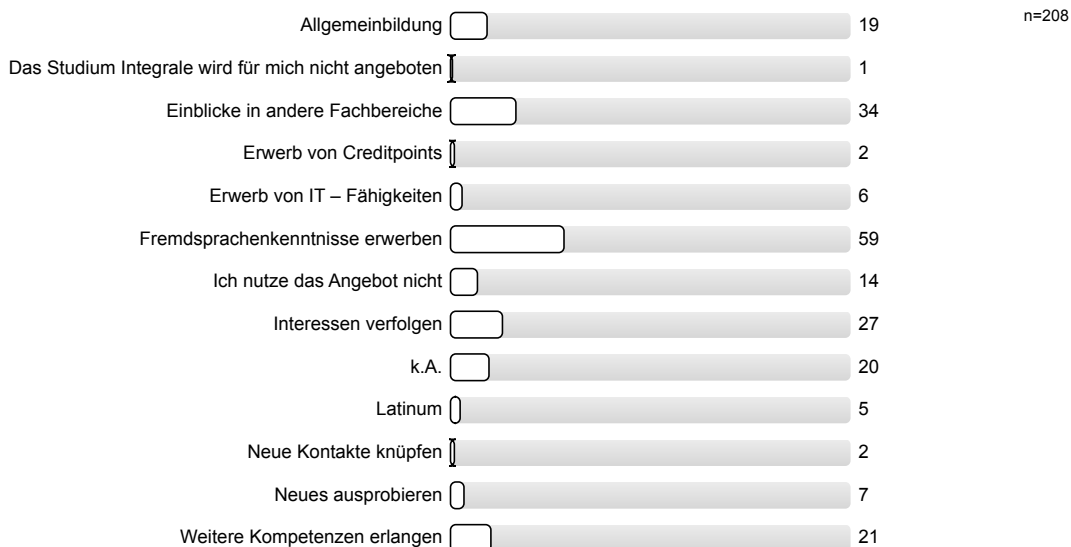 n=208
Allgemeinbildung 19
Das Studium Integrale wird für mich nicht angeboten 1
Einblicke in andere Fachbereiche 34
Erwerb von Creditpoints 2
Erwerb von IT – Fähigkeiten 6
Fremdsprachenkenntnisse erwerben 59
Ich nutze das Angebot nicht 14
Interessen verfolgen 27
k.A. 20
Latinum 5
Neue Kontakte knüpfen 2
Neues ausprobieren 7
Weitere Kompetenzen erlangen 21